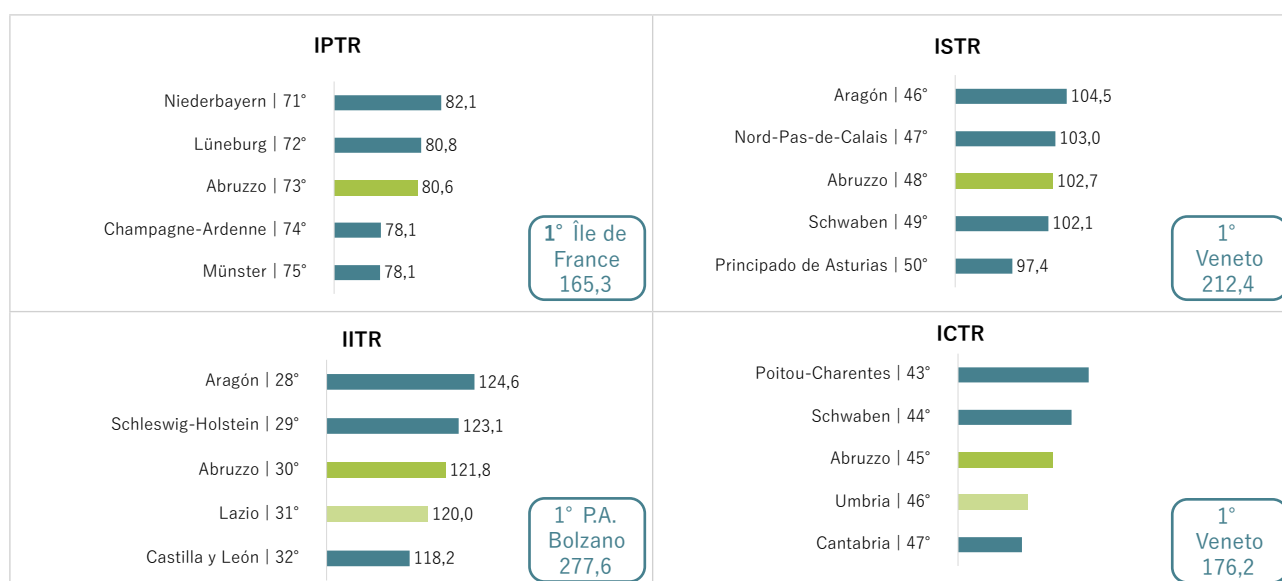 IPTR
Niederbayern | 71° 82,1
Lüneburg | 72° 80,8
Abruzzo | 73° 80,6
Champagne-Ardenne | 74° 78,1
Münster | 75° 78,1
1° Île de
France
165,3
ISTR
Aragón | 46° 104,5
Nord-Pas-de-Calais | 47° 103,0
Abruzzo | 48° 102,7
Schwaben | 49° 102,1
Principado de Asturias | 50° 97,4
1°
Veneto
212,4
IITR
Aragón | 28° 124,6
Schleswig-Holstein | 29° 123,1
Abruzzo | 30° 121,8
Lazio | 31° 120,0
Castilla y León | 32° 118,2
1° P.A.
Bolzano
277,6
ICTR
Poitou-Charentes | 43°
Schwaben | 44°
Abruzzo | 45°
Umbria | 46°
Cantabria | 47°
1°
Veneto
176,2